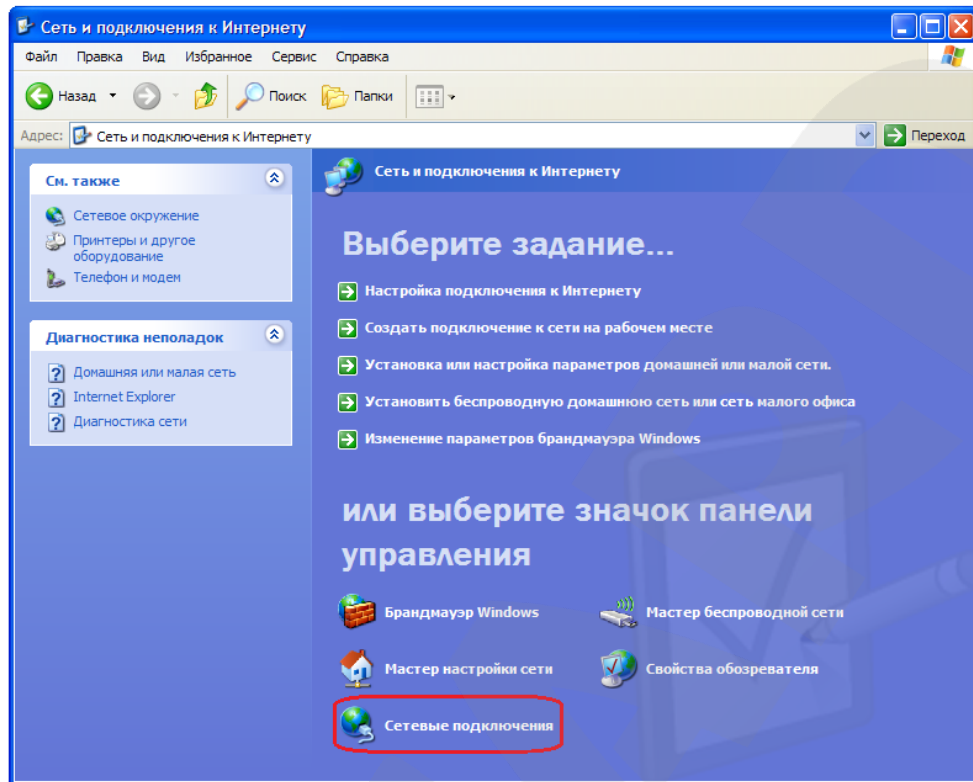 Сеть и подключения к Интернету
Файл Правка Вид Избранное Сервис Справка
Назад Поиск Папки
Адрес: Сеть и подключения к Интернету Переход
См. также
Сетевое окружение
Принтеры и другое
оборудование
Телефон и модем
Диагностика неполадок
Домашняя или малая сеть
Internet Explorer
Диагностика сети
Сеть и подключения к Интернету
Выберите задание...
Настройка подключения к Интернету
Создать подключение к сети на рабочем месте
Установка или настройка параметров домашней или малой сети.
Установить беспроводную домашнюю сеть или сеть малого офиса
Изменение параметров брандмауэра Windows
или выберите значок панели
управления
Брандмауэр Windows
Мастер беспроводной сети
Мастер настройки сети
Свойства обозревателя
Сетевые подключения